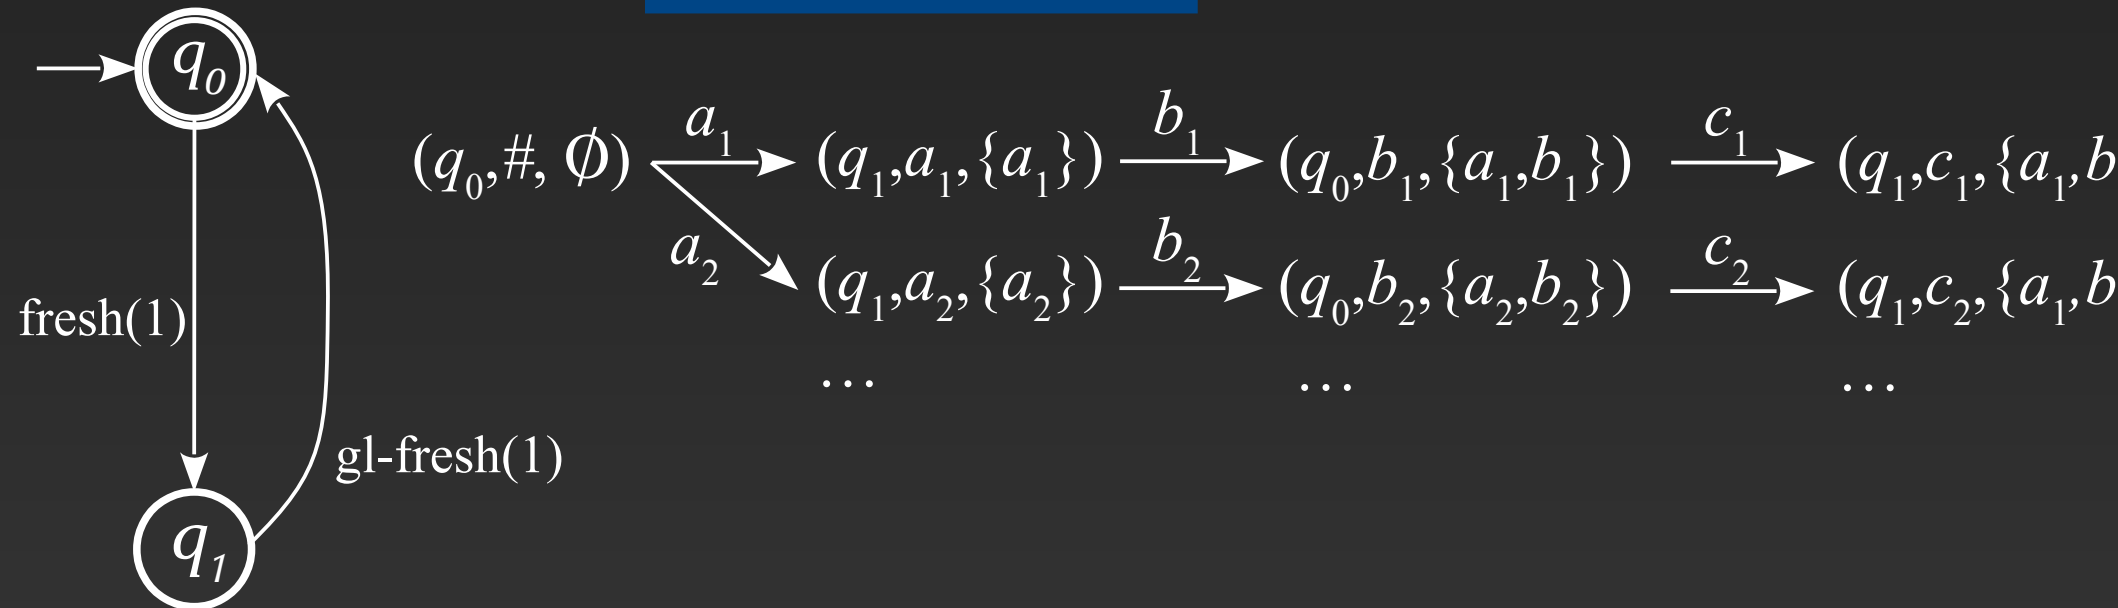 q₀
a₁ b₁ c₁
(q₀,#, ϕ) (q₁,a₁,{a₁}) (q₀,b₁,{a₁,b₁}) (q₁,c₁,{a₁,b
a₂ b₂ c₂
(q₁,a₂,{a₂}) (q₀,b₂,{a₂,b₂}) (q₁,c₂,{a₁,b
fresh(1)
… … …
gl-fresh(1)
q₁